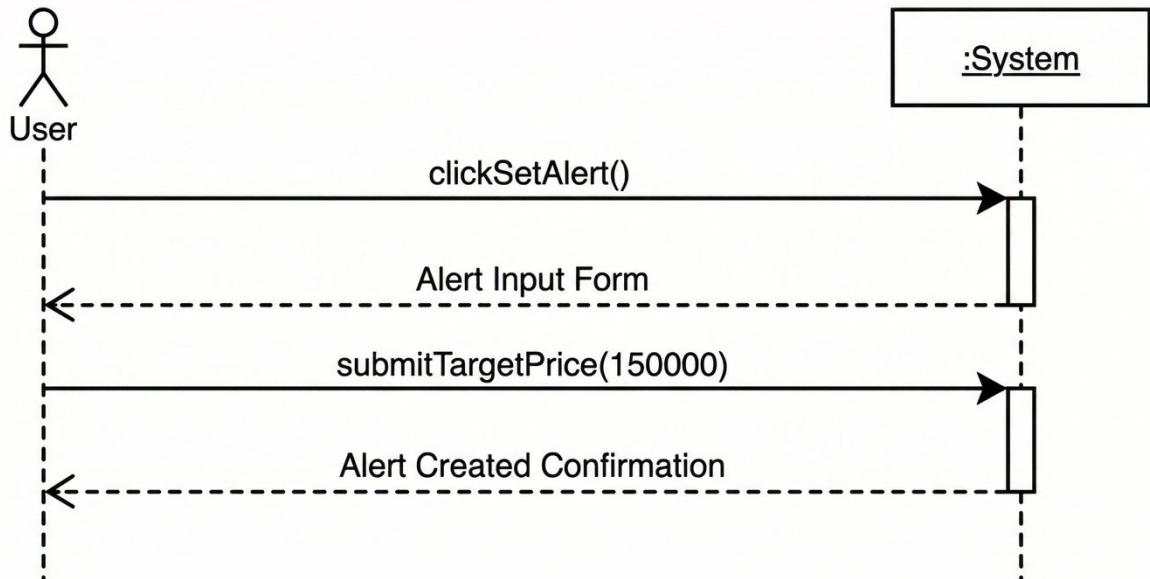 User
:System
clickSetAlert()
Alert Input Form
submitTargetPrice(150000)
Alert Created Confirmation